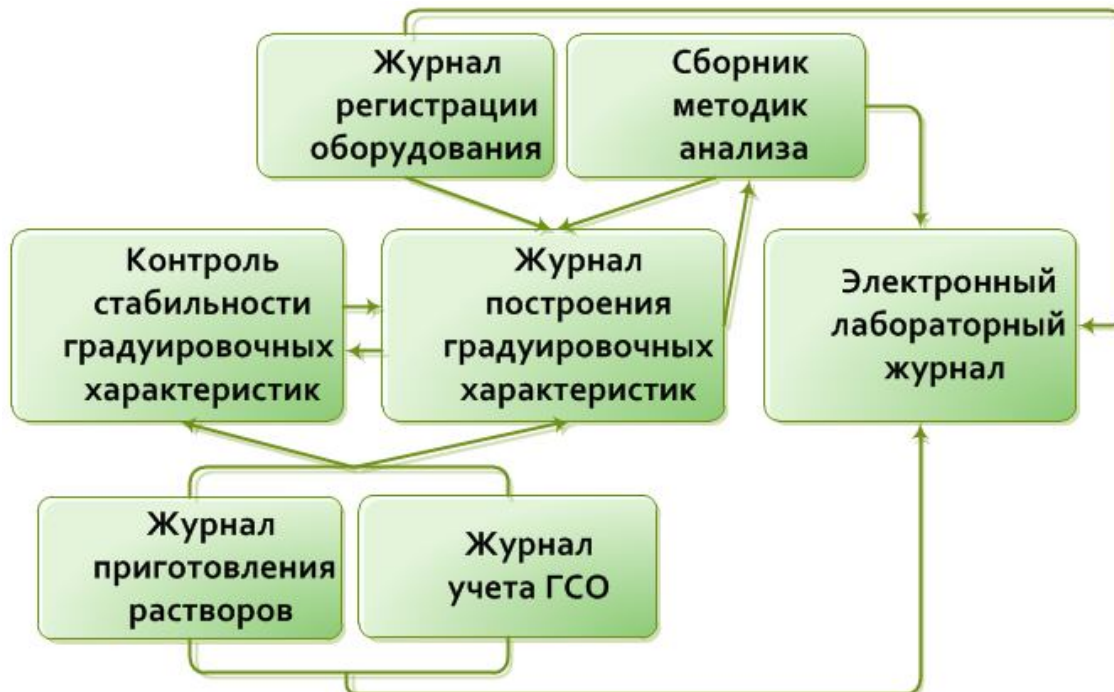 Журнал
регистрации
оборудования
Сборник
методик
анализа
Контроль
стабильности
градуировочных
характеристик
Журнал
построения
градуировочных
характеристик
Электронный
лабораторный
журнал
Журнал
приготовления
растворов
Журнал
учета ГСО